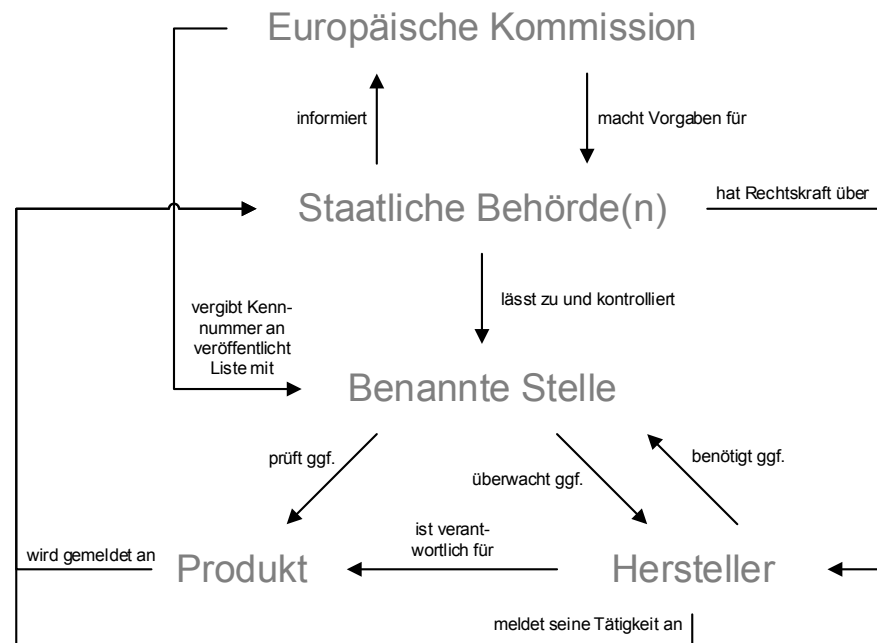 Europäische Kommission
informiert
macht Vorgaben für
Staatliche Behörde(n)
hat Rechtskraft über
lässt zu und kontrolliert
vergibt Kenn-
nummer an
veröffentlicht
Liste mit
Benannte Stelle
prüft ggf.
überwacht ggf.
benötigt ggf.
ist verant-
wortlich für
wird gemeldet an
Produkt
Hersteller
meldet seine Tätigkeit an